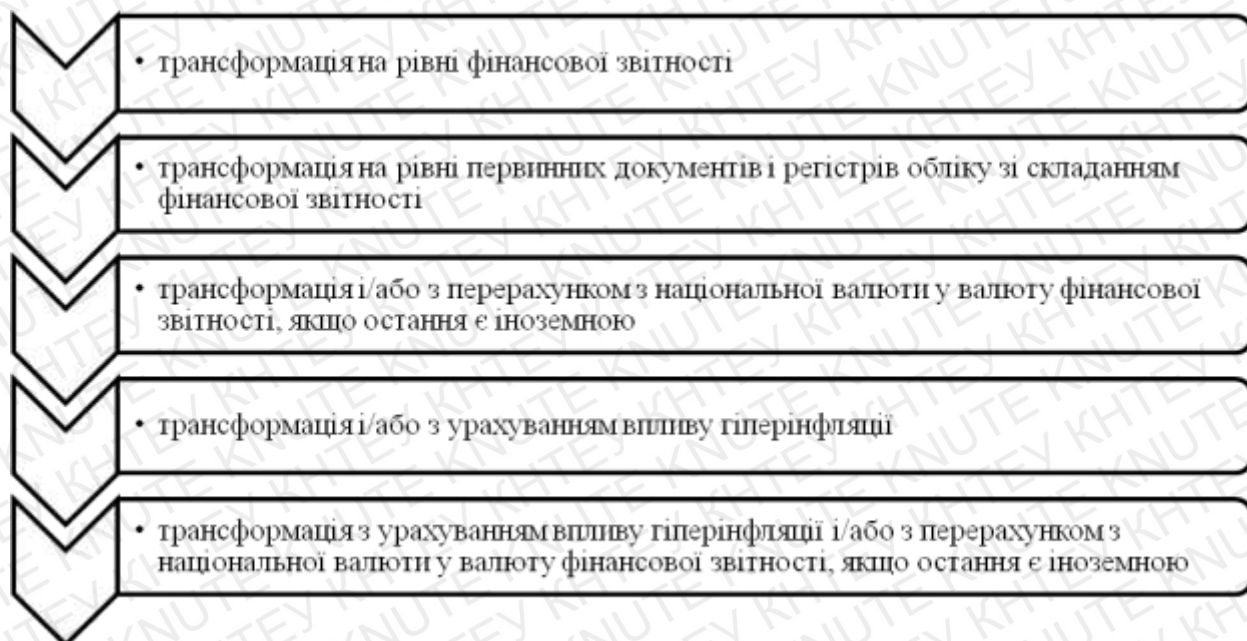 • трансформація на рівні фінансової звітності
• трансформація на рівні первинних документів і регістрів обліку зі складанням
фінансової звітності
• трансформація і/або з перерахунком з національної валюти у валюту фінансової
звітності, якщо остання є іноземною
• трансформація і/або з урахуванням впливу гіперінфляції
• трансформація з урахуванням впливу гіперінфляції і/або з перерахунком з
національної валюти у валюту фінансової звітності, якщо остання є іноземною